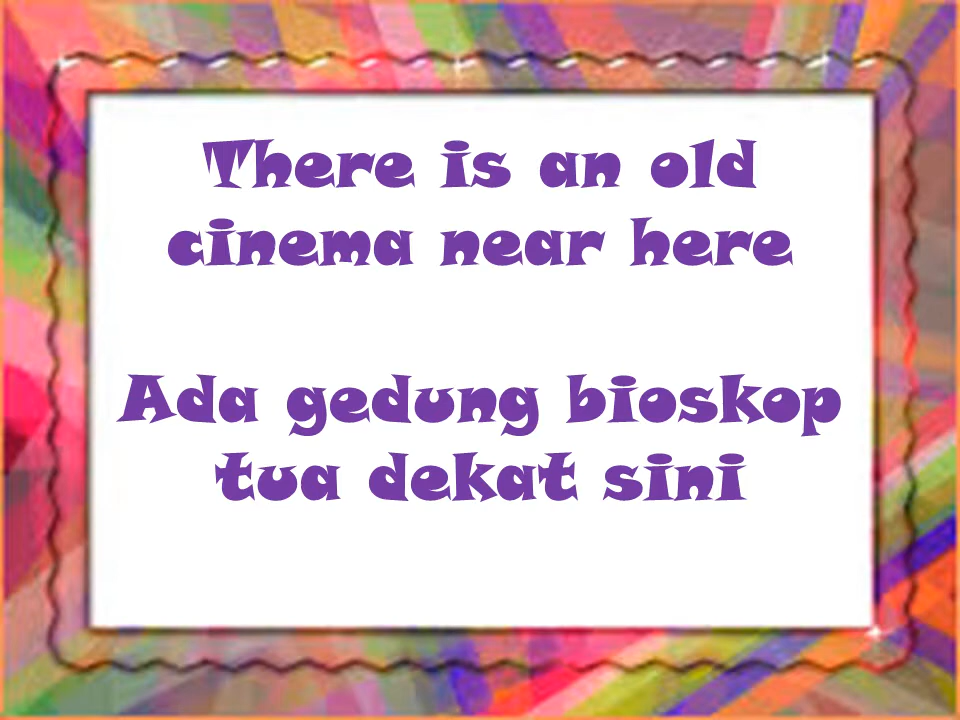 There is an old
cinema near here
Ada gedung bioskop
tua dekat sini